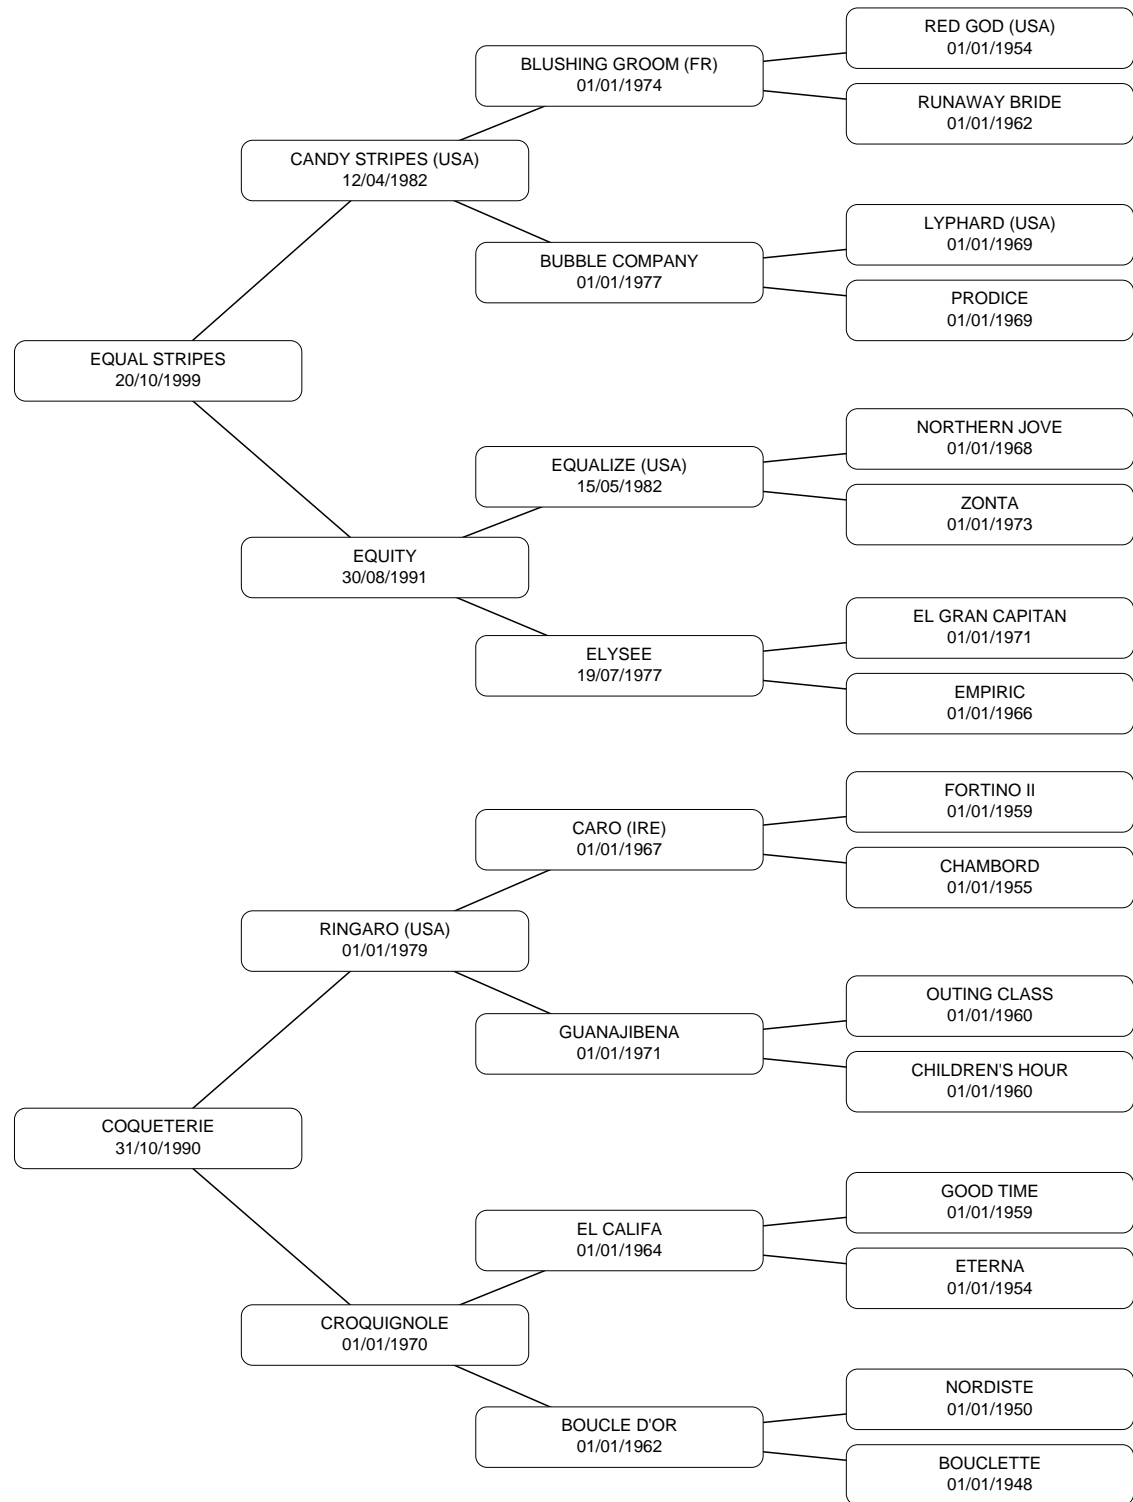 RED GOD (USA)
01/01/1954
BLUSHING GROOM (FR)
01/01/1974
RUNAWAY BRIDE
01/01/1962
CANDY STRIPES (USA)
12/04/1982
LYPHARD (USA)
01/01/1969
BUBBLE COMPANY
01/01/1977
PRODICE
01/01/1969
EQUAL STRIPES
20/10/1999
NORTHERN JOVE
01/01/1968
EQUALIZE (USA)
15/05/1982
ZONTA
01/01/1973
EQUITY
30/08/1991
EL GRAN CAPITAN
01/01/1971
ELYSEE
19/07/1977
EMPIRIC
01/01/1966
FORTINO II
01/01/1959
CARO (IRE)
01/01/1967
CHAMBORD
01/01/1955
RINGARO (USA)
01/01/1979
OUTING CLASS
01/01/1960
GUANAJIBENA
01/01/1971
CHILDREN'S HOUR
01/01/1960
COQUETERIE
31/10/1990
GOOD TIME
01/01/1959
EL CALIFA
01/01/1964
ETERNA
01/01/1954
CROQUIGNOLE
01/01/1970
NORDISTE
01/01/1950
BOUCLE D'OR
01/01/1962
BOUCLETTE
01/01/1948